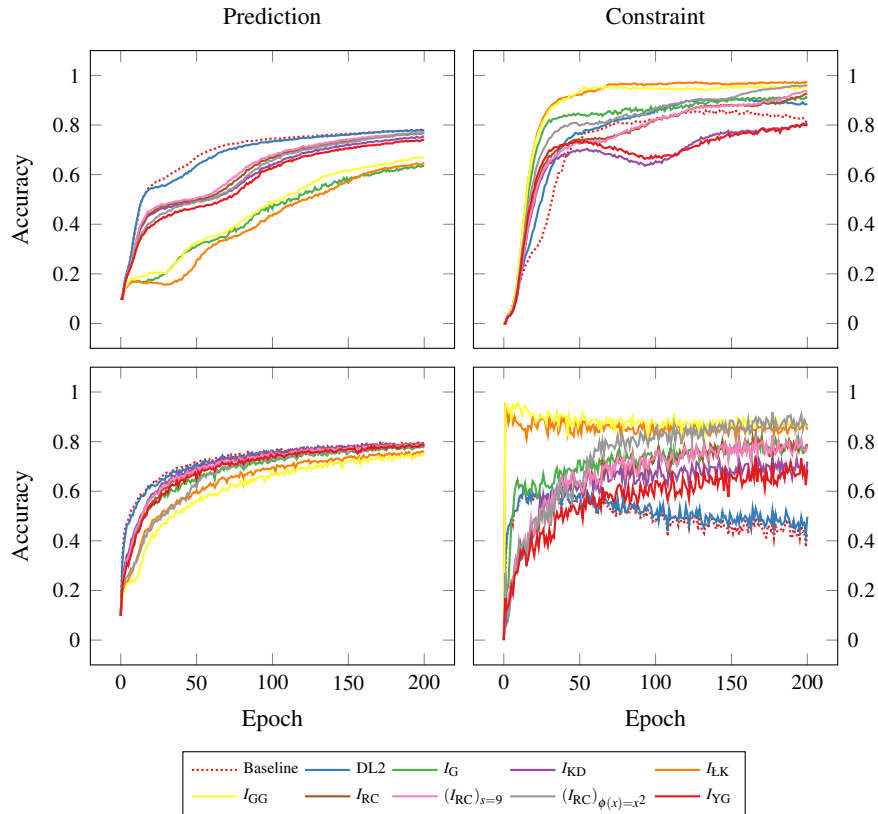 Prediction Constraint
1 1
0.8 0.8
0.6 0.6
Accuracy
0.4 0.4
0.2 0.2
0 0
1 1
0.8 0.8
0.6 0.6
Accuracy
0.4 0.4
0.2 0.2
0 0
0 50 100 150 200 0 50 100 150 200
Epoch Epoch
Baseline DL2 I_G I_KD I_ŁK
I_GG I_RC (I_RC)_{s=9} (I_RC)_{ϕ(x)=x²} I_YG